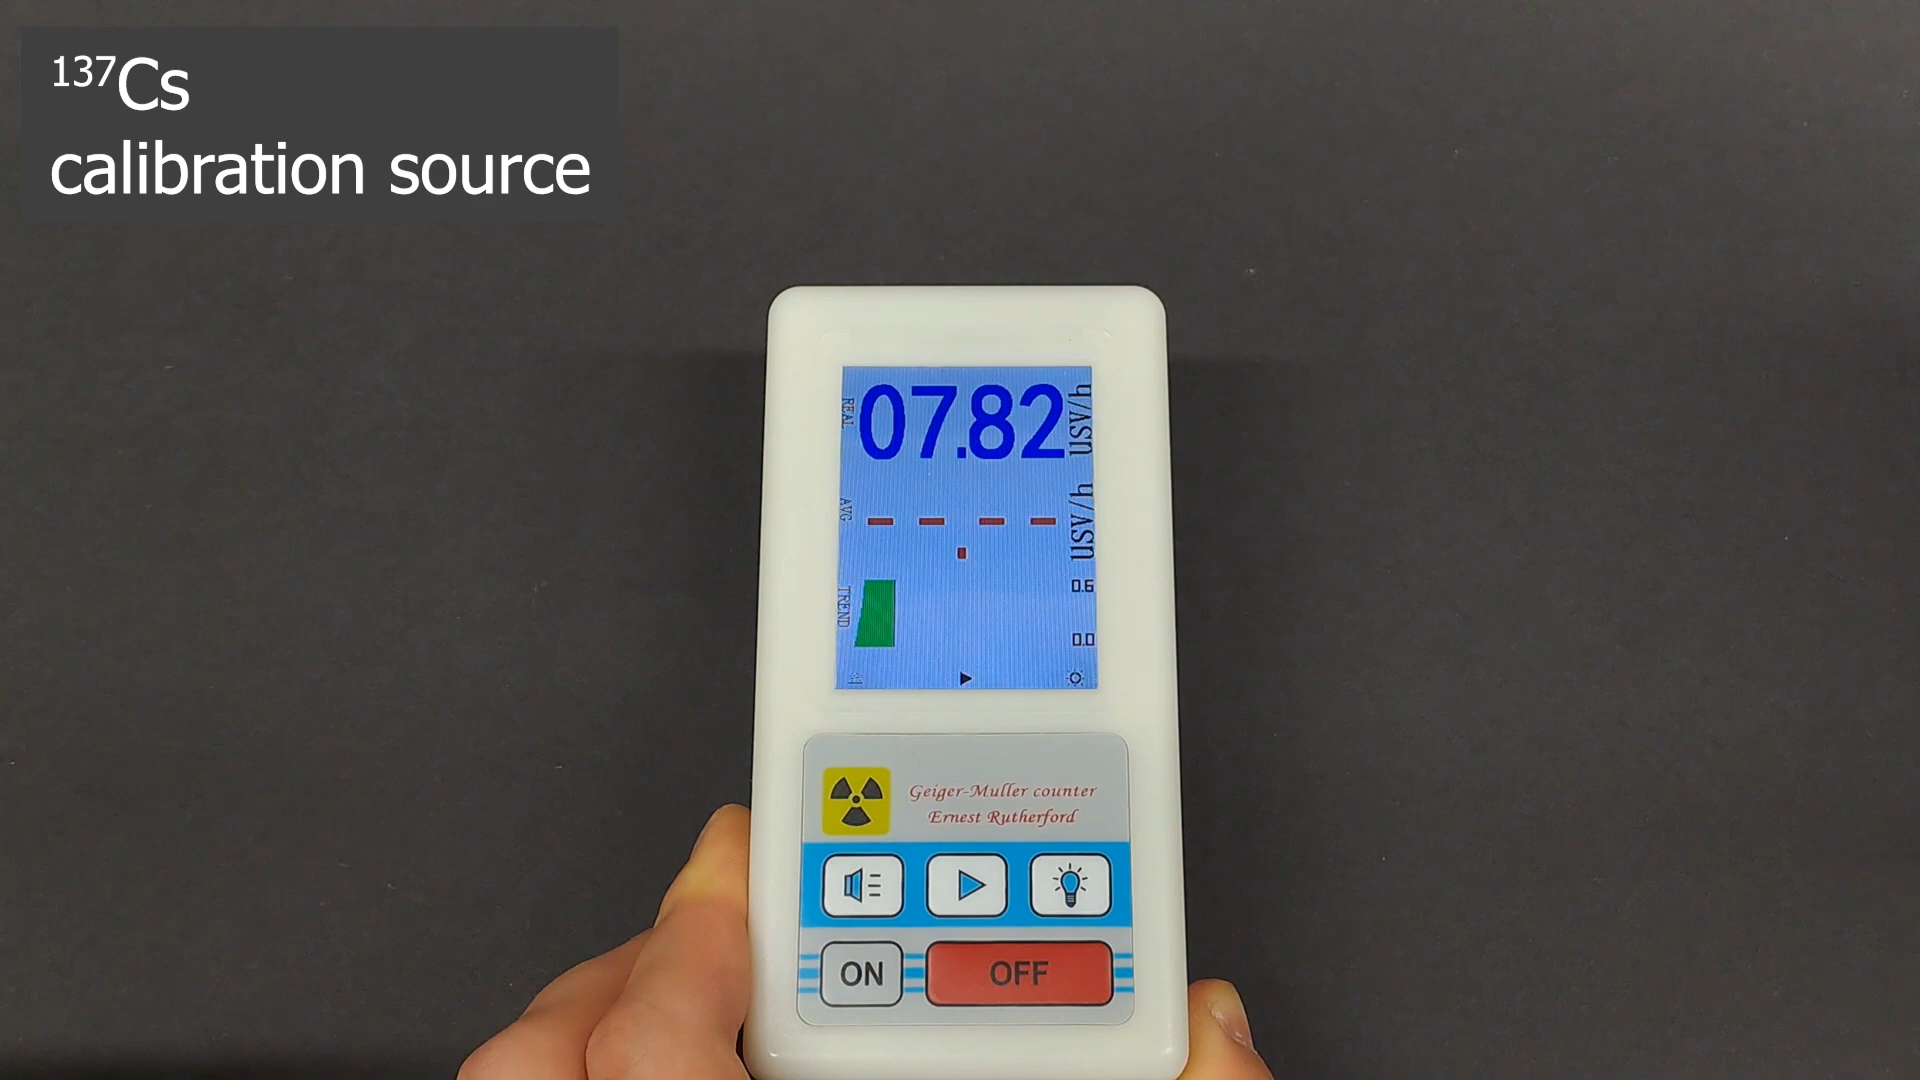 ¹³⁷Cs
calibration source
REAL 07.82 usv/h
AVG - - . - - usv/h
TREND
0.6
0.0
Geiger-Muller counter
Ernest Rutherford
ON OFF